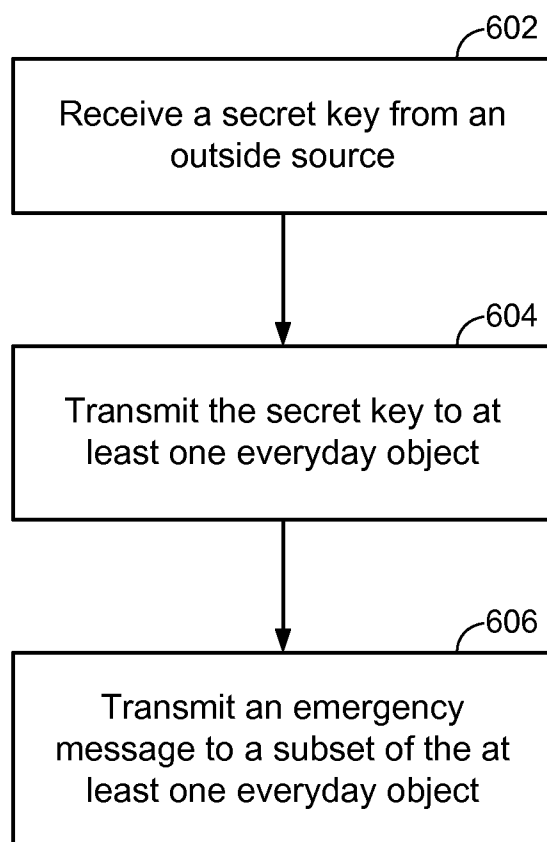 602
Receive a secret key from an
outside source
604
Transmit the secret key to at
least one everyday object
606
Transmit an emergency
message to a subset of the at
least one everyday object